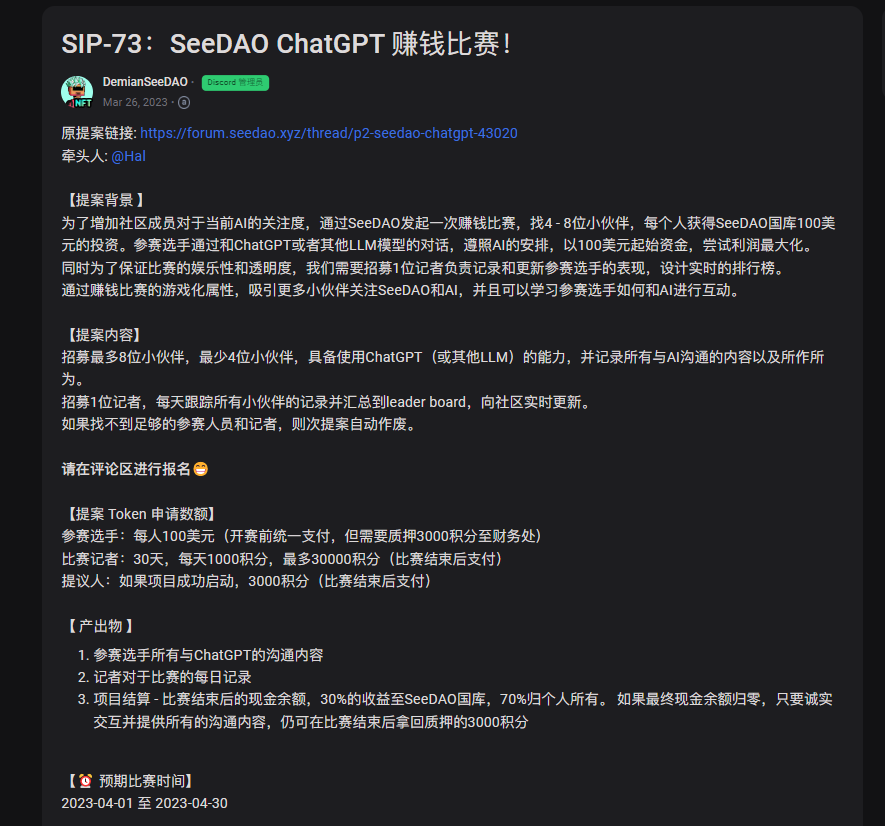 SIP-73：SeeDAO ChatGPT 赚钱比赛！
DemianSeeDAO · Discord 管理员
Mar 26, 2023 ·
原提案链接: https://forum.seedao.xyz/thread/p2-seedao-chatgpt-43020
牵头人: @Hal
【提案背景 】
为了增加社区成员对于当前AI的关注度，通过SeeDAO发起一次赚钱比赛，找4 - 8位小伙伴，每个人获得SeeDAO国库100美
元的投资。参赛选手通过和ChatGPT或者其他LLM模型的对话，遵照AI的安排，以100美元起始资金，尝试利润最大化。
同时为了保证比赛的娱乐性和透明度，我们需要招募1位记者负责记录和更新参赛选手的表现，设计实时的排行榜。
通过赚钱比赛的游戏化属性，吸引更多小伙伴关注SeeDAO和AI，并且可以学习参赛选手如何和AI进行互动。
【提案内容】
招募最多8位小伙伴，最少4位小伙伴，具备使用ChatGPT（或其他LLM）的能力，并记录所有与AI沟通的内容以及所作所
为。
招募1位记者，每天跟踪所有小伙伴的记录并汇总到leader board，向社区实时更新。
如果找不到足够的参赛人员和记者，则次提案自动作废。
请在评论区进行报名😁
【提案 Token 申请数额】
参赛选手：每人100美元（开赛前统一支付，但需要质押3000积分至财务处）
比赛记者：30天，每天1000积分，最多30000积分（比赛结束后支付）
提议人：如果项目成功启动，3000积分（比赛结束后支付）
【 产出物 】
1. 参赛选手所有与ChatGPT的沟通内容
2. 记者对于比赛的每日记录
3. 项目结算 - 比赛结束后的现金余额，30%的收益至SeeDAO国库，70%归个人所有。 如果最终现金余额归零，只要诚实
交互并提供所有的沟通内容，仍可在比赛结束后拿回质押的3000积分
【⏰ 预期比赛时间】
2023-04-01 至 2023-04-30